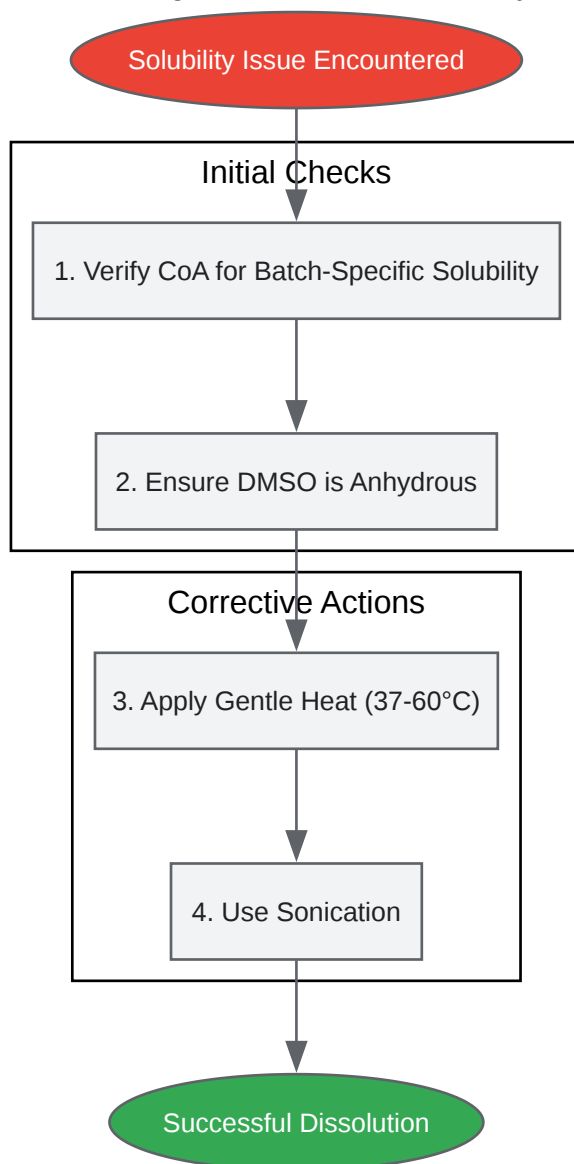 Solubility Issue Encountered
Initial Checks
1. Verify CoA for Batch-Specific Solubility
2. Ensure DMSO is Anhydrous
Corrective Actions
3. Apply Gentle Heat (37-60°C)
4. Use Sonication
Successful Dissolution